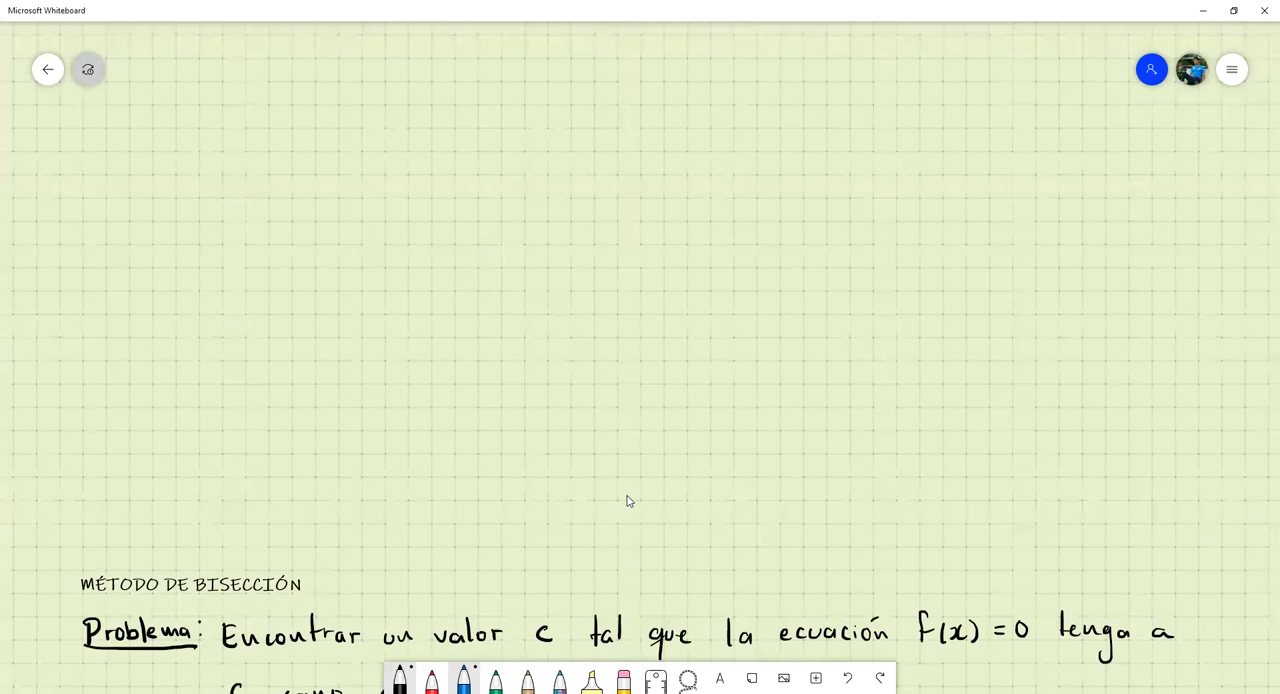 Microsoft Whiteboard
MÉTODO DE BISECCIÓN
Problema: Encontrar un valor c tal que la ecuación f(x) = 0 tenga a